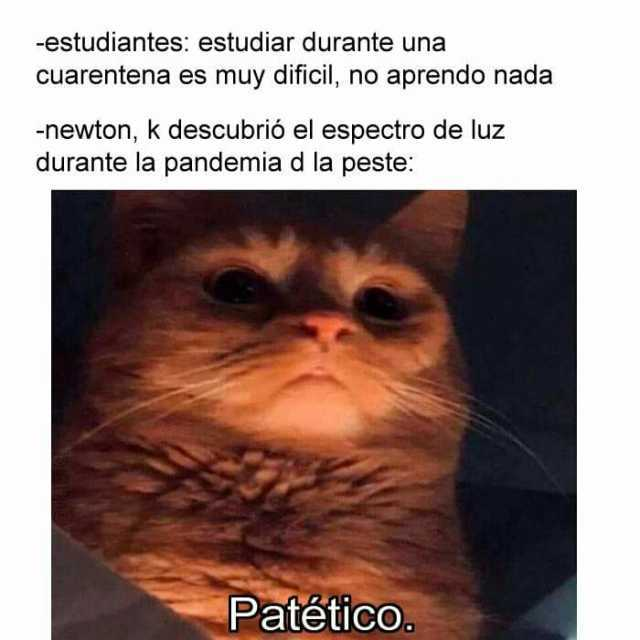 -estudiantes: estudiar durante una
cuarentena es muy dificil, no aprendo nada
-newton, k descubrió el espectro de luz
durante la pandemia d la peste:
Patético.